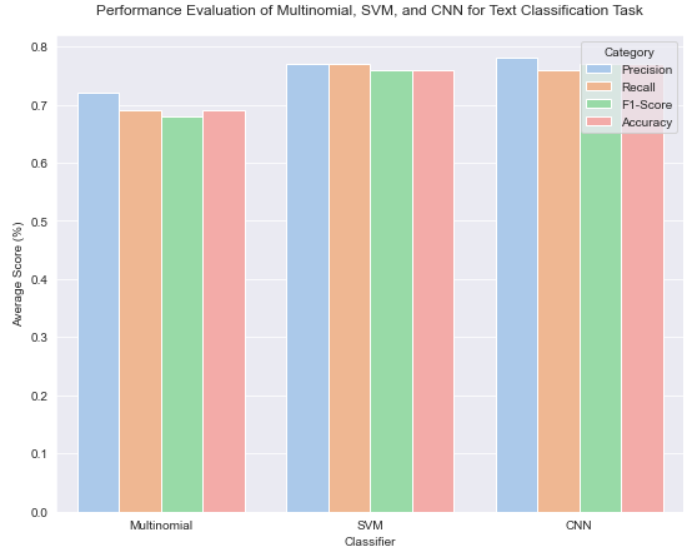 Performance Evaluation of Multinomial, SVM, and CNN for Text Classification Task
Category
Precision
Recall
F1-Score
Accuracy
Average Score (%)
0.8
0.7
0.6
0.5
0.4
0.3
0.2
0.1
0.0
Multinomial
SVM
CNN
Classifier